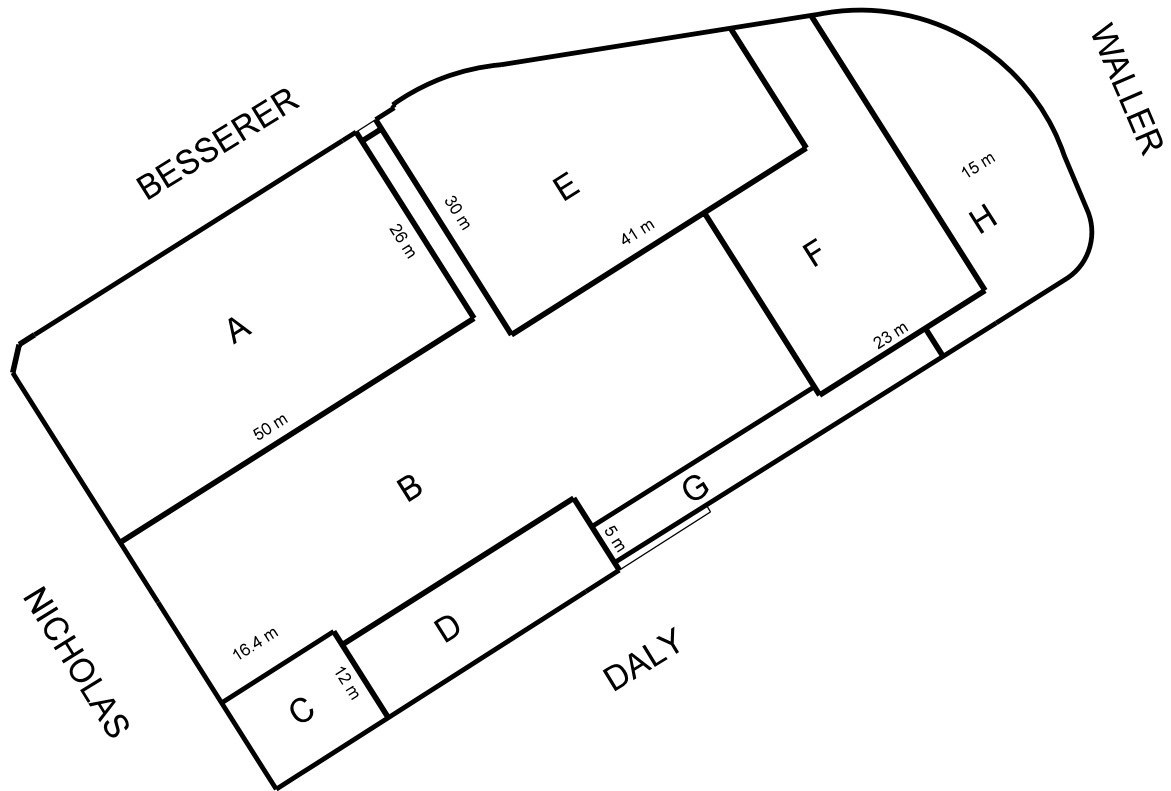 BESSERER
WALLER
15 m
E
H
30 m
41 m
26 m
F
A
23 m
50 m
B
G
5 m
D
16.4 m
NICHOLAS
12 m
C
DALY